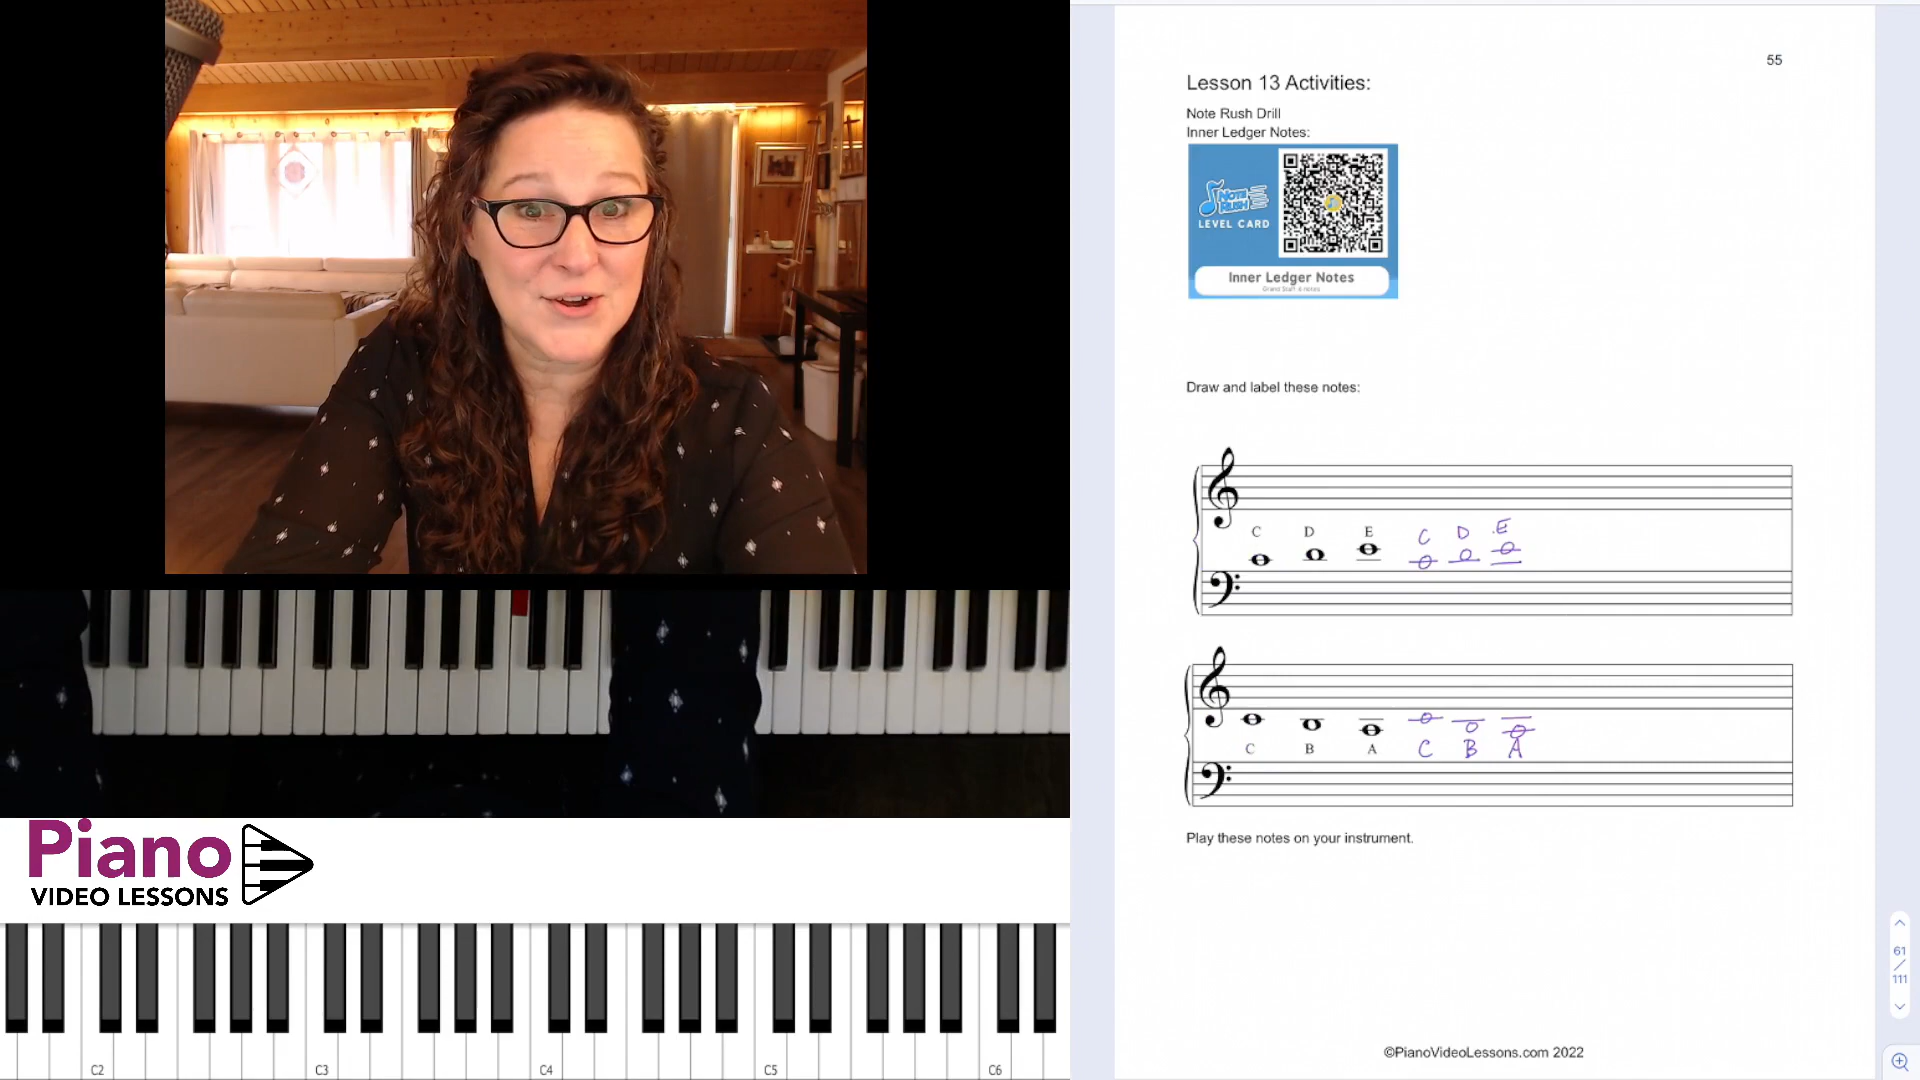 55
Lesson 13 Activities:
Note Rush Drill
Inner Ledger Notes:
NOTE RUSH
LEVEL CARD
Inner Ledger Notes
Draw and label these notes:
C D E C D E
C B A C B A
Play these notes on your instrument.
©PianoVideoLessons.com 2022
61
/
111
Piano
VIDEO LESSONS
C2 C3 C4 C5 C6